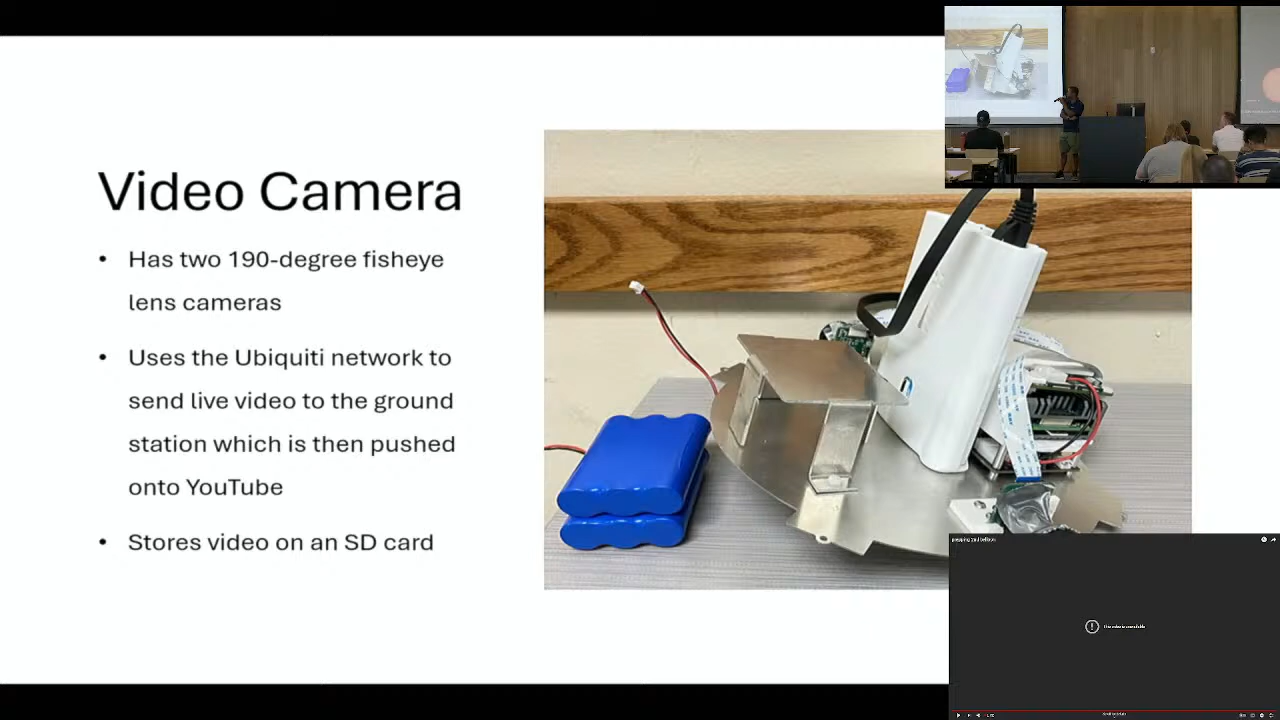 Video Camera
• Has two 190-degree fisheye
lens cameras
• Uses the Ubiquiti network to
send live video to the ground
station which is then pushed
onto YouTube
• Stores video on an SD card